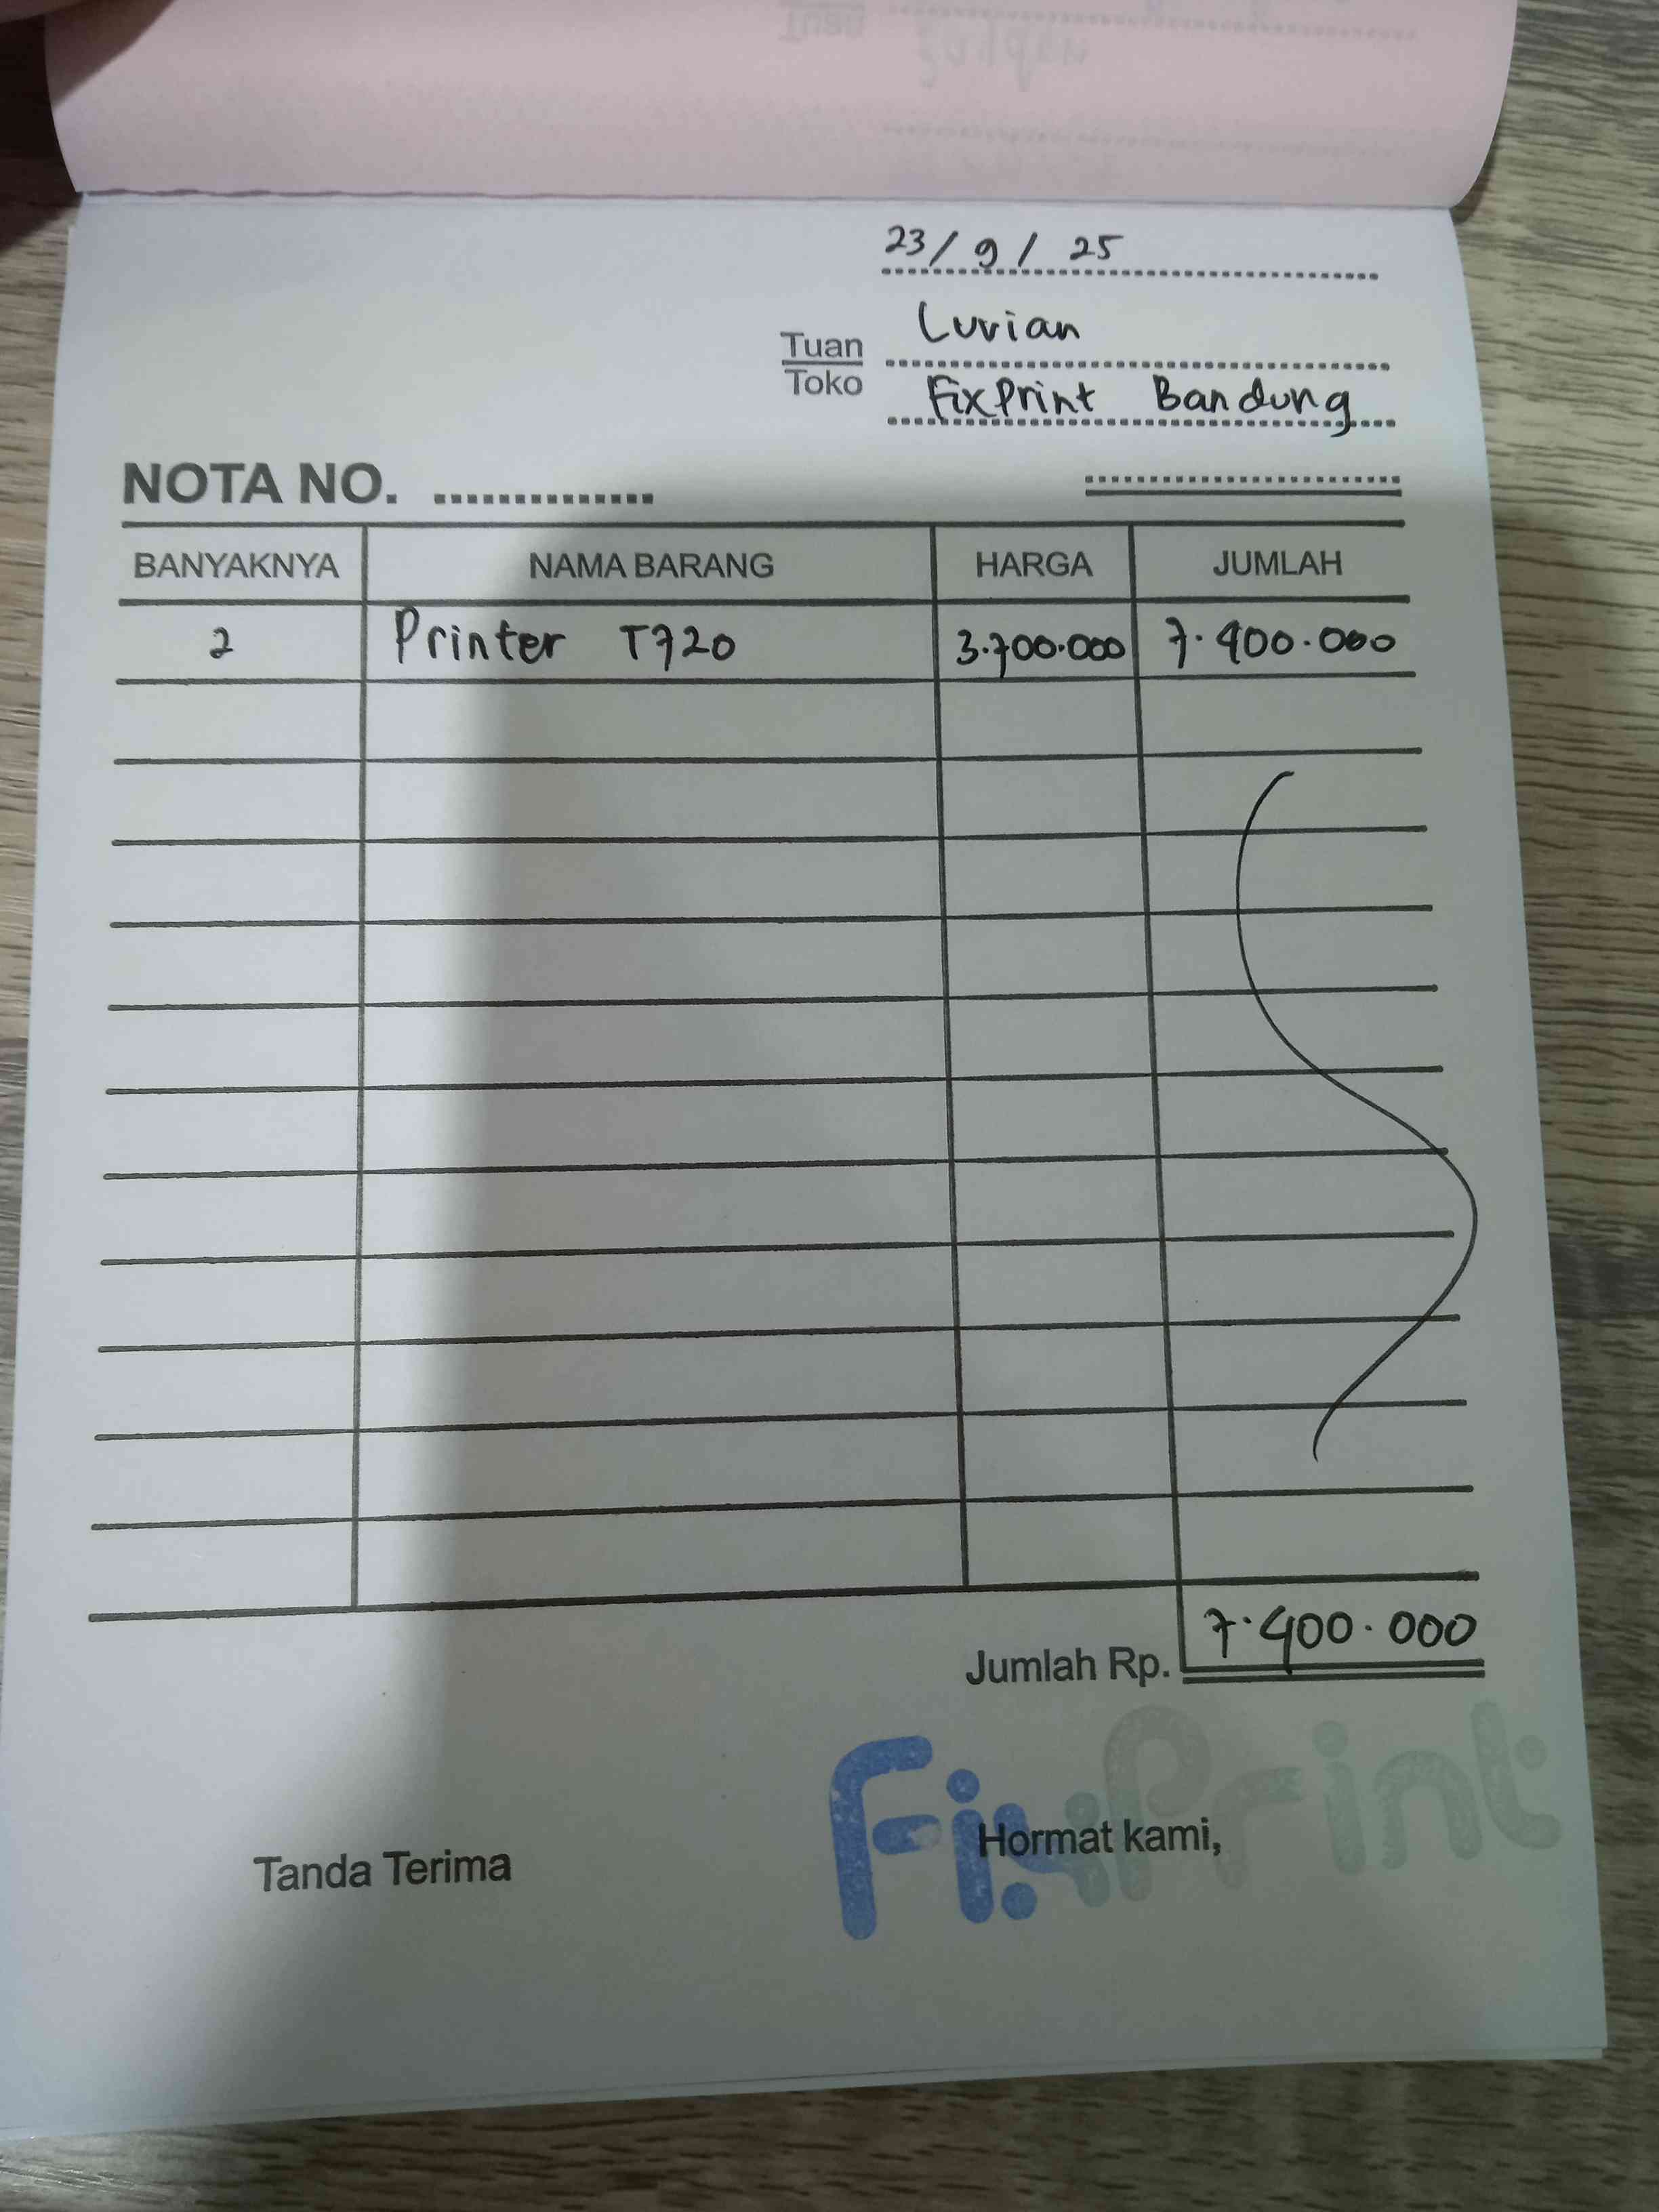 23/9/25
Tuan Luvian
Toko FixPrint Bandung
NOTA NO. ..............
BANYAKNYA NAMA BARANG HARGA JUMLAH
2 Printer T720 3.700.000 7.400.000
Jumlah Rp. 7.400.000
FixPrint
Tanda Terima Hormat kami,